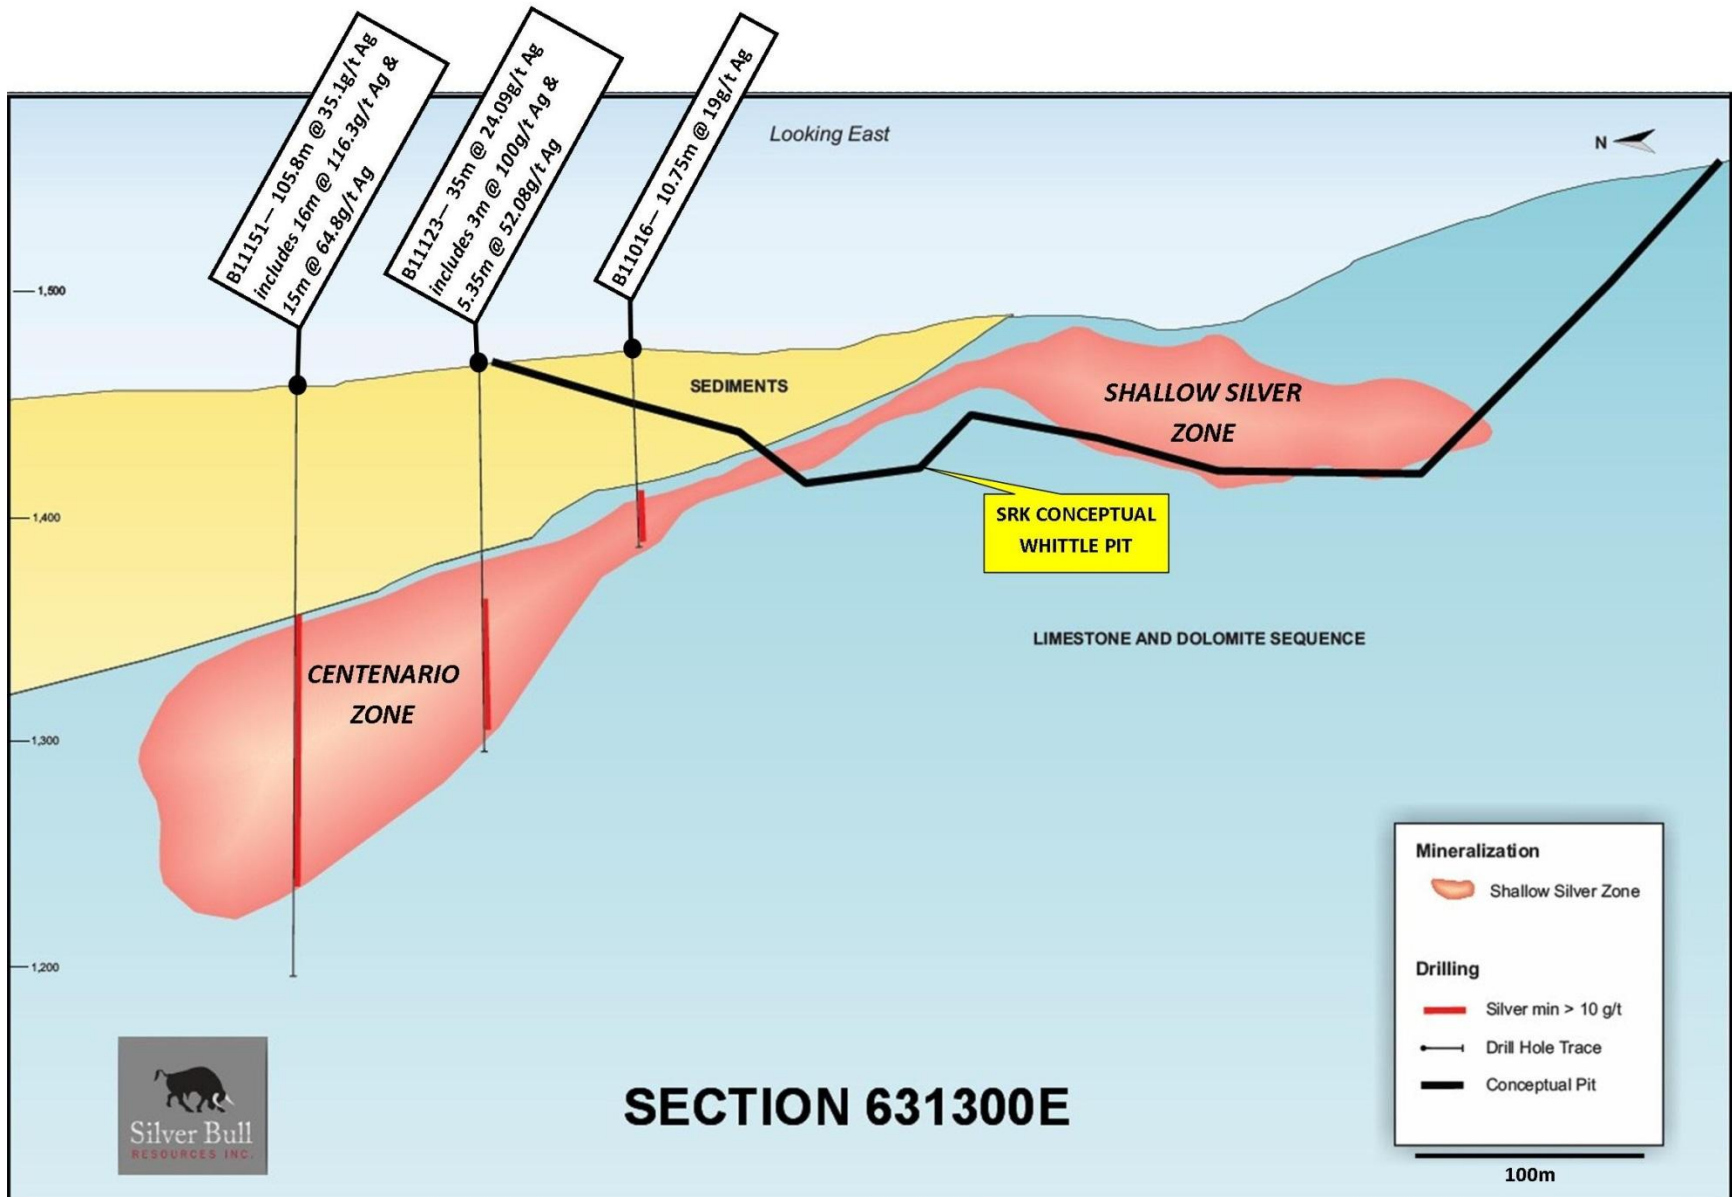 B11151— 105.8m @ 35.1g/t Ag
includes 16m @ 116.3g/t Ag &
15m @ 64.8g/t Ag
B11123— 35m @ 24.09g/t Ag
includes 3m @ 100g/t Ag &
5.35m @ 52.08g/t Ag
B11016— 10.75m @ 19g/t Ag
Looking East
N
1,500
SEDIMENTS
SHALLOW SILVER
ZONE
1,400
SRK CONCEPTUAL
WHITTLE PIT
LIMESTONE AND DOLOMITE SEQUENCE
CENTENARIO
ZONE
1,300
1,200
Mineralization
Shallow Silver Zone
Drilling
Silver min > 10 g/t
Drill Hole Trace
Conceptual Pit
100m
SECTION 631300E
Silver Bull
RESOURCES INC.